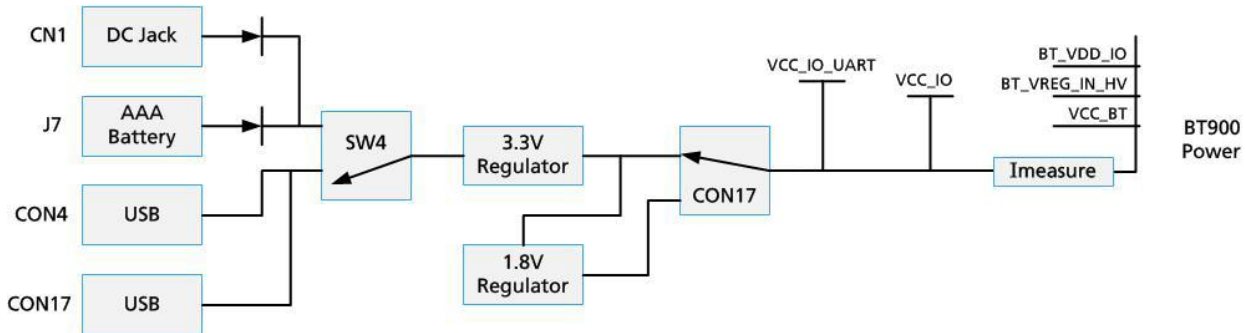 CN1
DC Jack
J7
AAA
Battery
CON4
USB
CON17
USB
SW4
3.3V
Regulator
1.8V
Regulator
CON17
VCC_IO_UART
VCC_IO
BT_VDD_IO
BT_VREG_IN_HV
VCC_BT
Imeasure
BT900
Power